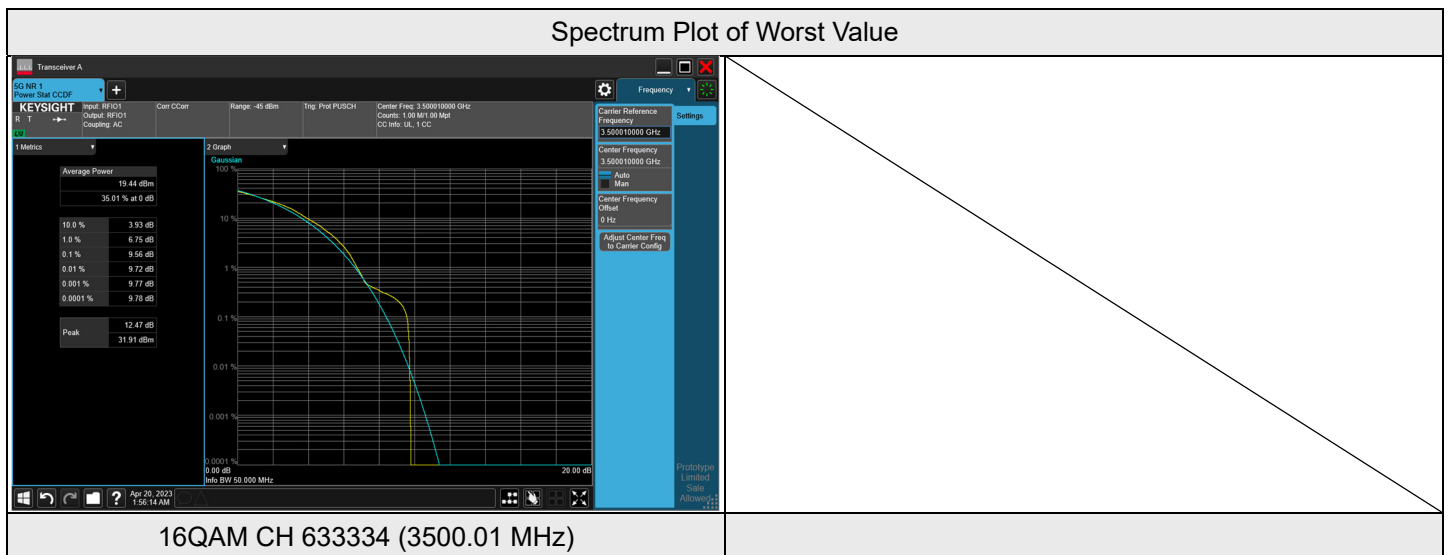 Spectrum Plot of Worst Value
Transceiver A
5G NR 1
Power Stat CCDF
Frequency
KEYSIGHT
R T
LW
Input: RFIO1
Output: RFIO1
Coupling: AC
Corr CCorr
Range: -45 dBm
Trig: Prot PUSCH
Center Freq: 3.500010000 GHz
Counts: 1.00 M/1.00 Mpt
CC Info: UL, 1 CC
1 Metrics
Average Power
19.44 dBm
35.01 % at 0 dB
10.0 % 3.93 dB
1.0 % 6.75 dB
0.1 % 9.56 dB
0.01 % 9.72 dB
0.001 % 9.77 dB
0.0001 % 9.78 dB
Peak
12.47 dB
31.91 dBm
2 Graph
Gaussian
100 %
10 %
1 %
0.1 %
0.01 %
0.001 %
0.0001 %
0.00 dB 20.00 dB
Info BW 50.000 MHz
Carrier Reference
Frequency
3.500010000 GHz
Center Frequency
3.500010000 GHz
Auto
Man
Center Frequency
Offset
0 Hz
Adjust Center Freq
to Carrier Config
Settings
Prototype
Limited
Sale
Allowed
?
Apr 20, 2023
1:56:14 AM
16QAM CH 633334 (3500.01 MHz)